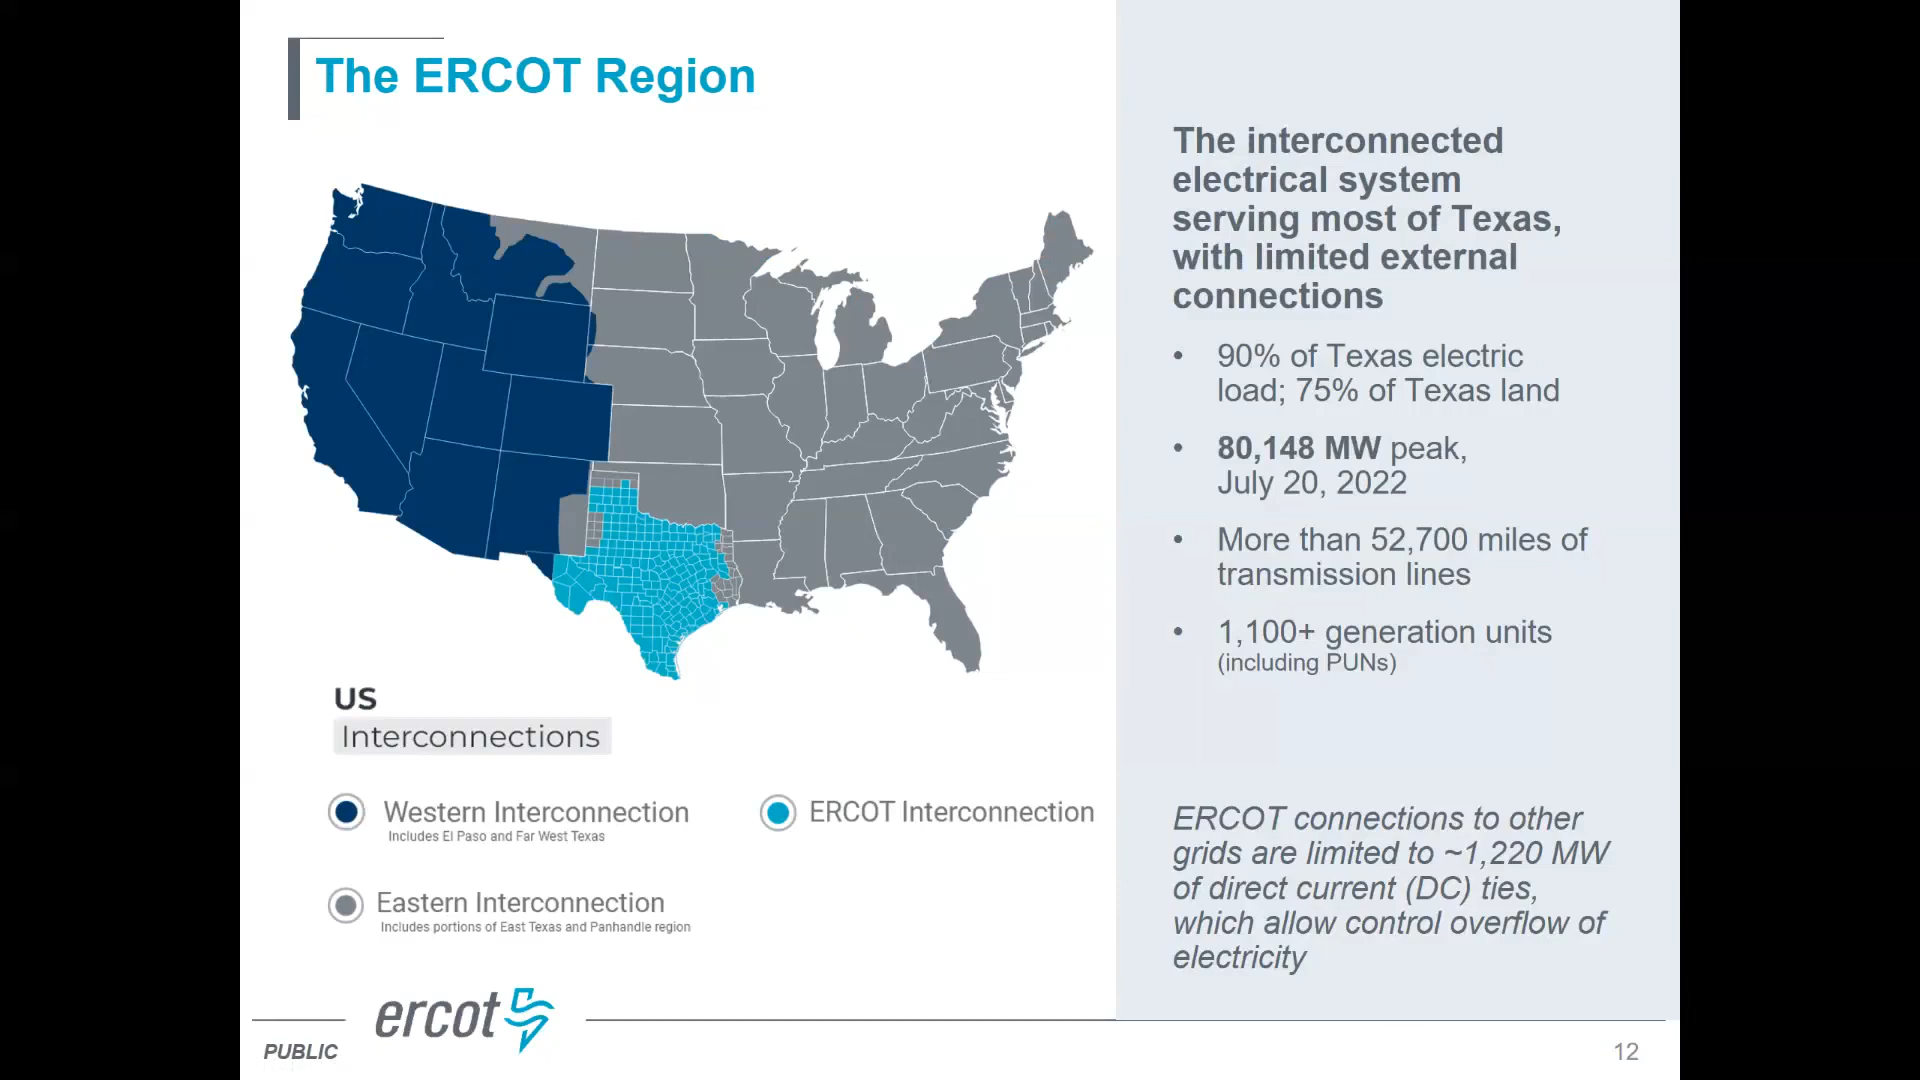 The ERCOT Region
US
Interconnections
Western Interconnection
Includes El Paso and Far West Texas
ERCOT Interconnection
Eastern Interconnection
Includes portions of East Texas and Panhandle region
The interconnected
electrical system
serving most of Texas,
with limited external
connections
• 90% of Texas electric
load; 75% of Texas land
• 80,148 MW peak,
July 20, 2022
• More than 52,700 miles of
transmission lines
• 1,100+ generation units
(including PUNs)
ERCOT connections to other
grids are limited to ~1,220 MW
of direct current (DC) ties,
which allow control overflow of
electricity
ercot
PUBLIC
12